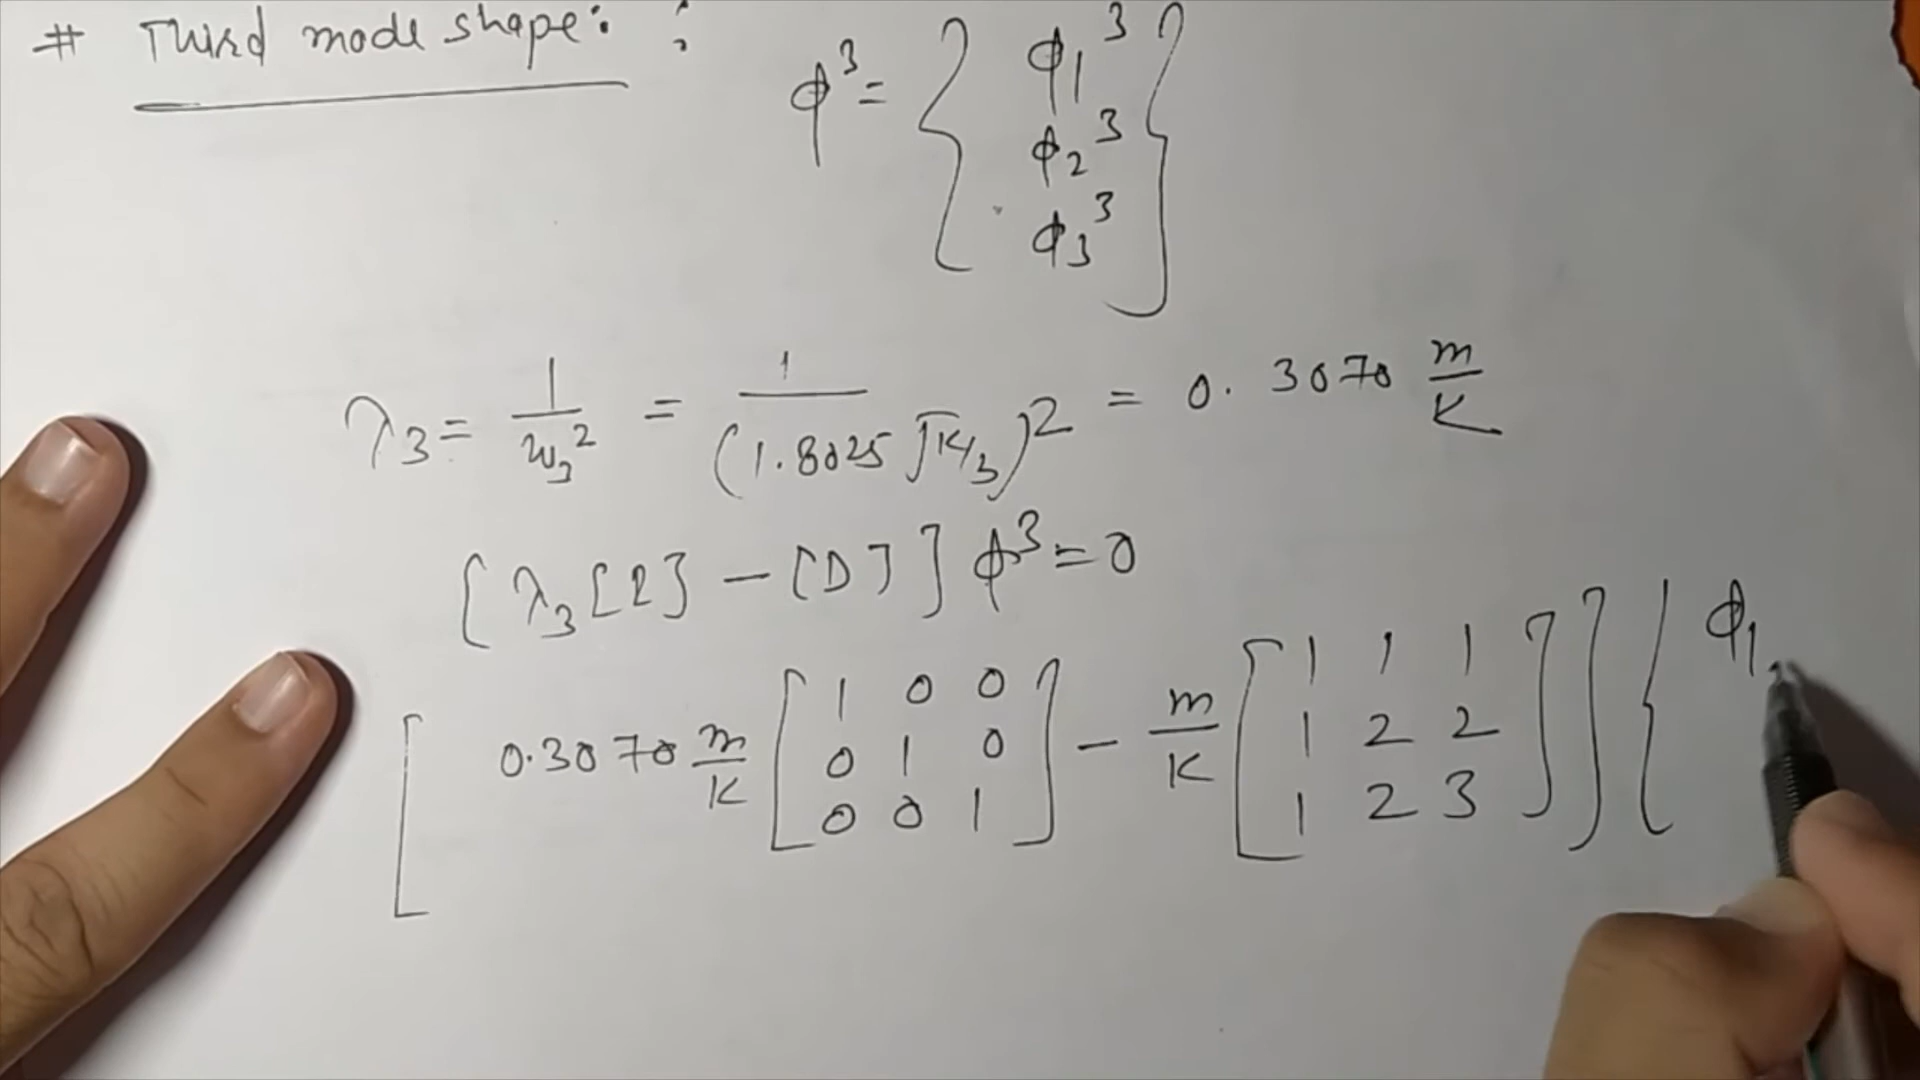 # Third mode shape: :
ϕ³ = { ϕ₁³
ϕ₂³
ϕ₃³ }
λ₃ = 1/ω₃² = 1/(1.8025 √K/3)² = 0.3070 m/K
[ λ₃ [I] - [D] ] ϕ³ = 0
[ 0.3070 m/K [ 1 0 0
0 1 0
0 0 1 ] - m/K [ 1 1 1
1 2 2
1 2 3 ] ] { ϕ₁